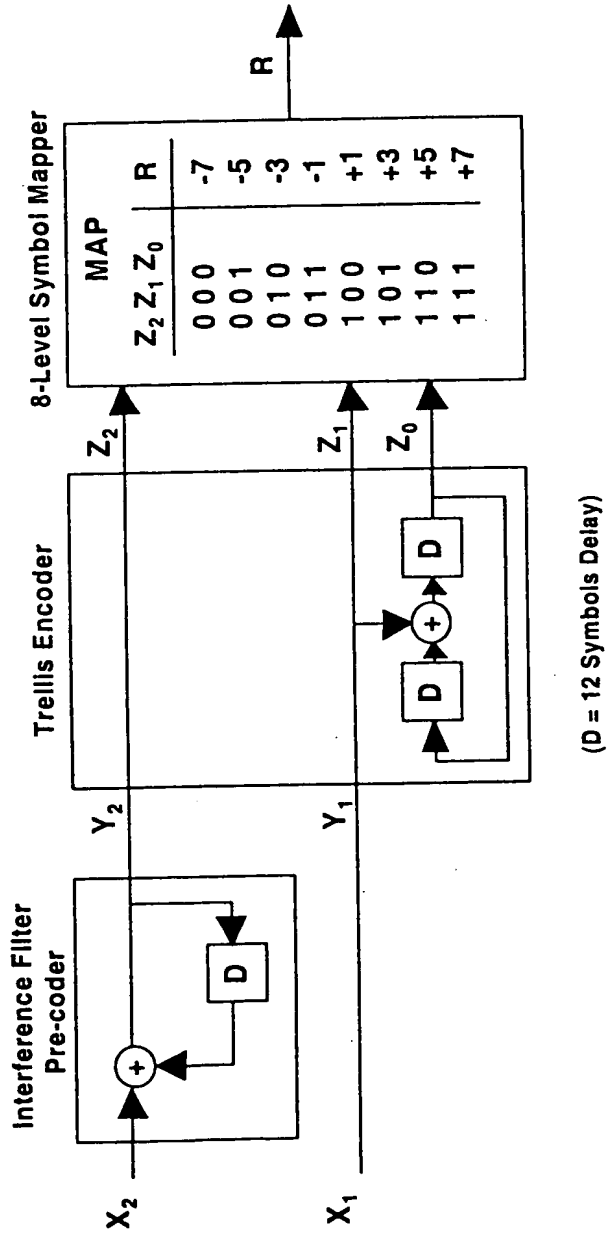 Interference Filter
Pre-coder
X₂
X₁
+
D
Y₂
Y₁
Trellis Encoder
D
+
D
Z₂
Z₁
Z₀
8-Level Symbol Mapper
MAP
Z₂ Z₁ Z₀ R
0 0 0 -7
0 0 1 -5
0 1 0 -3
0 1 1 -1
1 0 0 +1
1 0 1 +3
1 1 0 +5
1 1 1 +7
R
(D = 12 Symbols Delay)